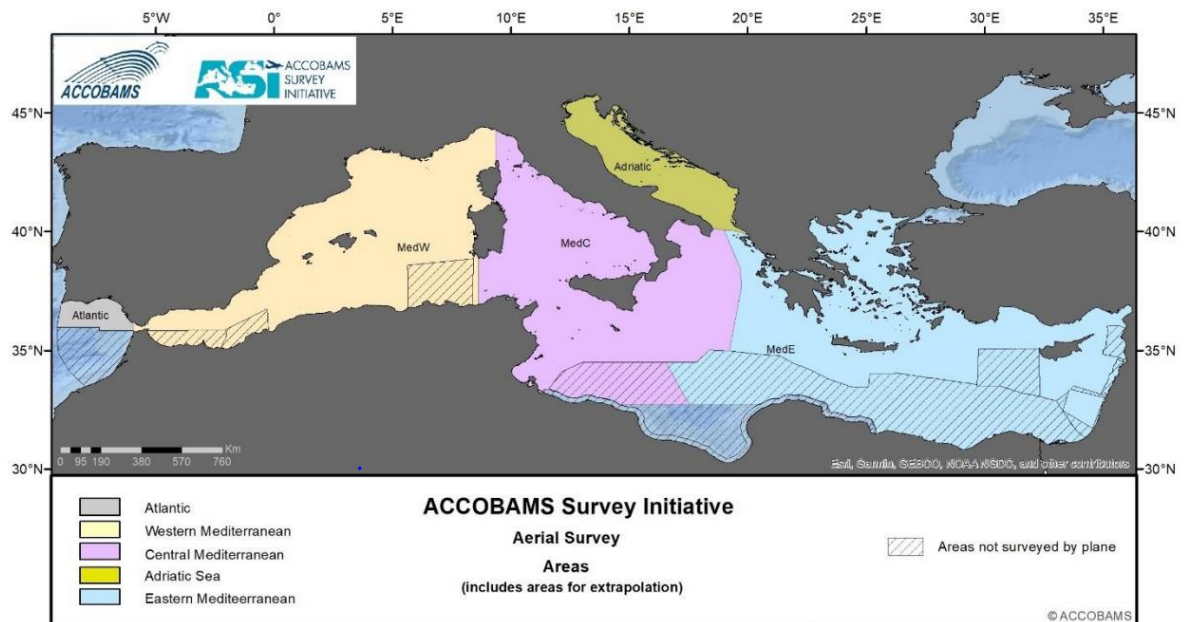 5°W 0° 5°E 10°E 15°E 20°E 25°E 30°E 35°E
ACCOBAMS
ASI
ACCOBAMS
SURVEY
INITIATIVE
45°N 45°N
Adriatic
40°N 40°N
MedW
MedC
Atlantic
35°N 35°N
MedE
Km
0 95 190 380 570 760
30°N 30°N
Esri, Garmin, GEBCO, NOAA NGDC, and other contributors
Atlantic
Western Mediterranean
Central Mediterranean
Adriatic Sea
Eastern Mediteerranean
ACCOBAMS Survey Initiative
Aerial Survey
Areas
(includes areas for extrapolation)
Areas not surveyed by plane
© ACCOBAMS